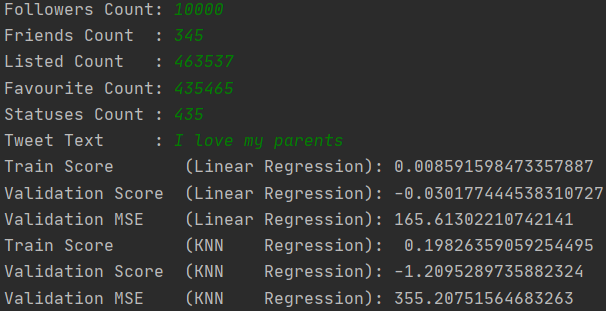 Followers Count: 10000
Friends Count  : 345
Listed Count   : 463537
Favourite Count: 435465
Statuses Count : 435
Tweet Text     : I love my parents
Train Score       (Linear Regression): 0.008591598473357887
Validation Score  (Linear Regression): -0.030177444538310727
Validation MSE    (Linear Regression): 165.61302210742141
Train Score       (KNN    Regression):  0.19826359059254495
Validation Score  (KNN    Regression): -1.2095289735882324
Validation MSE    (KNN    Regression): 355.20751564683263